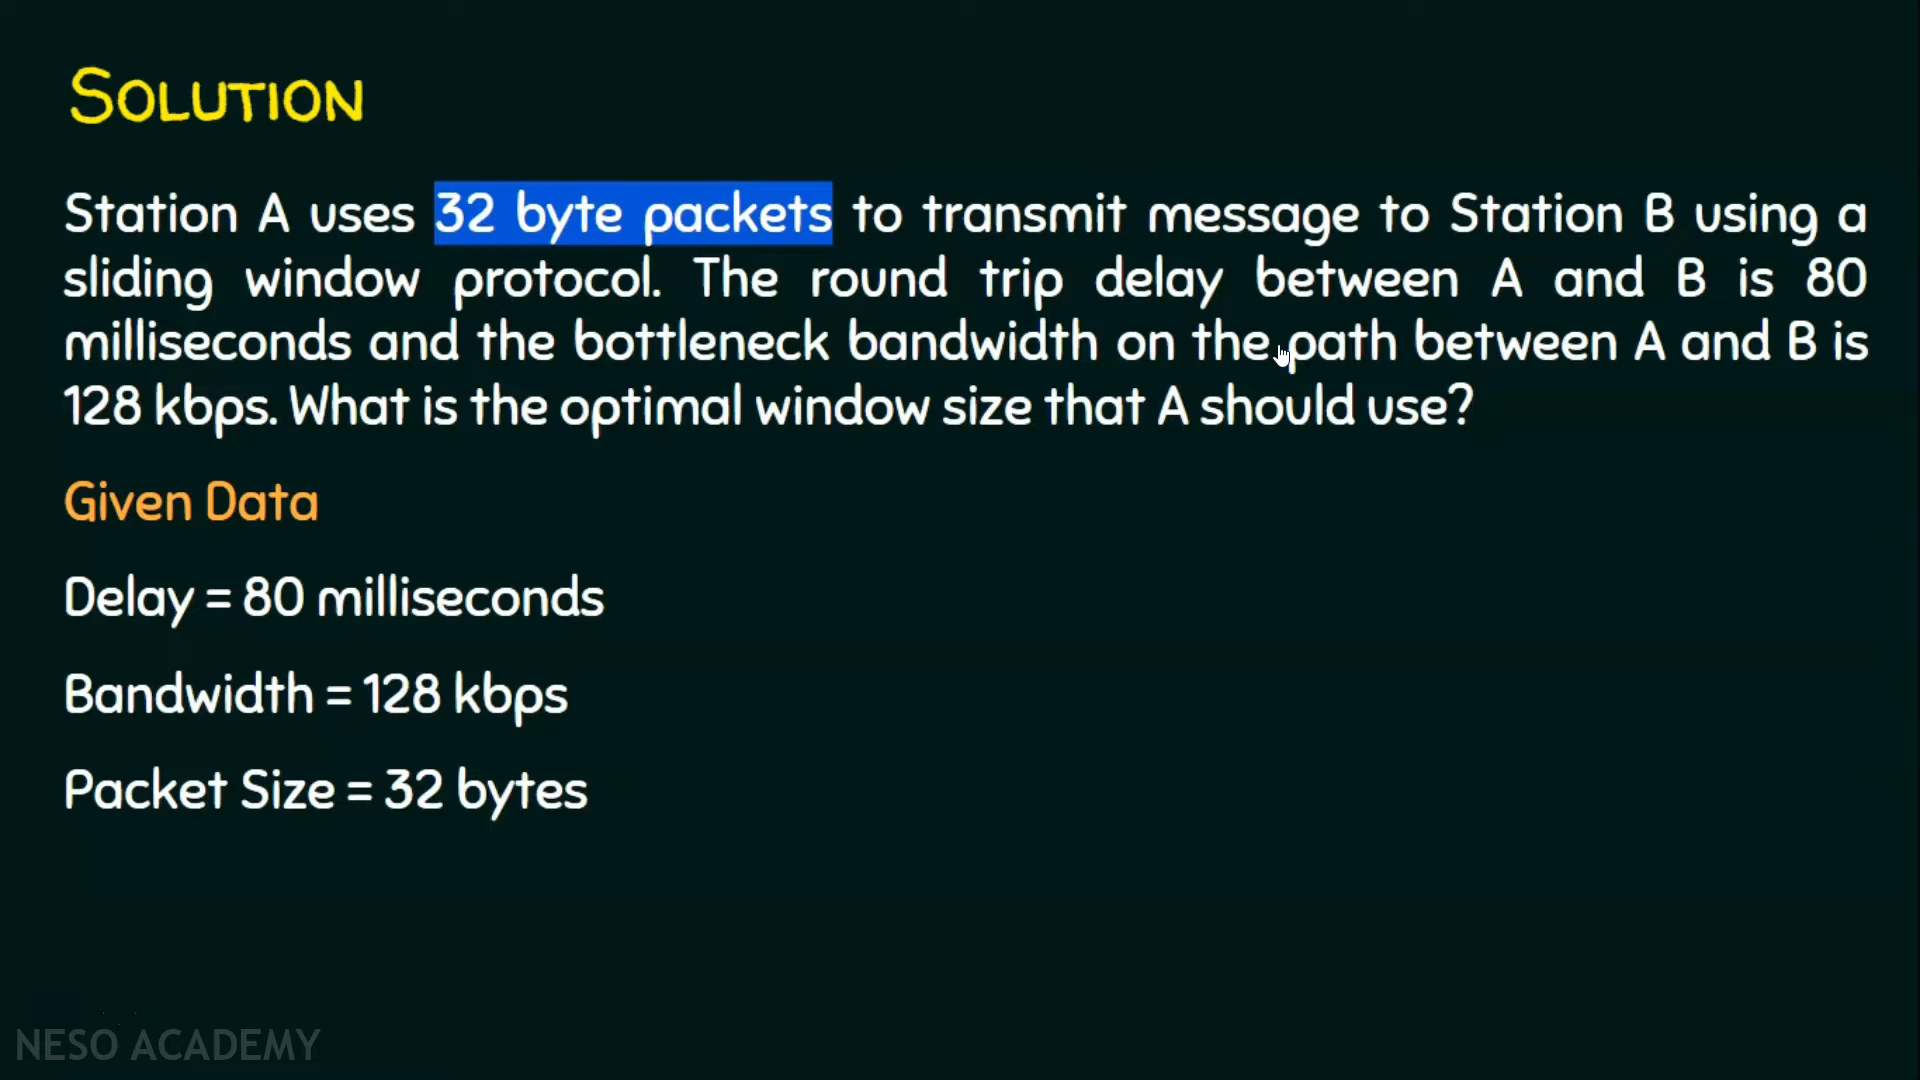 SOLUTION
Station A uses 32 byte packets to transmit message to Station B using a
sliding window protocol. The round trip delay between A and B is 80
milliseconds and the bottleneck bandwidth on the path between A and B is
128 kbps. What is the optimal window size that A should use?
Given Data
Delay = 80 milliseconds
Bandwidth = 128 kbps
Packet Size = 32 bytes
NESO ACADEMY